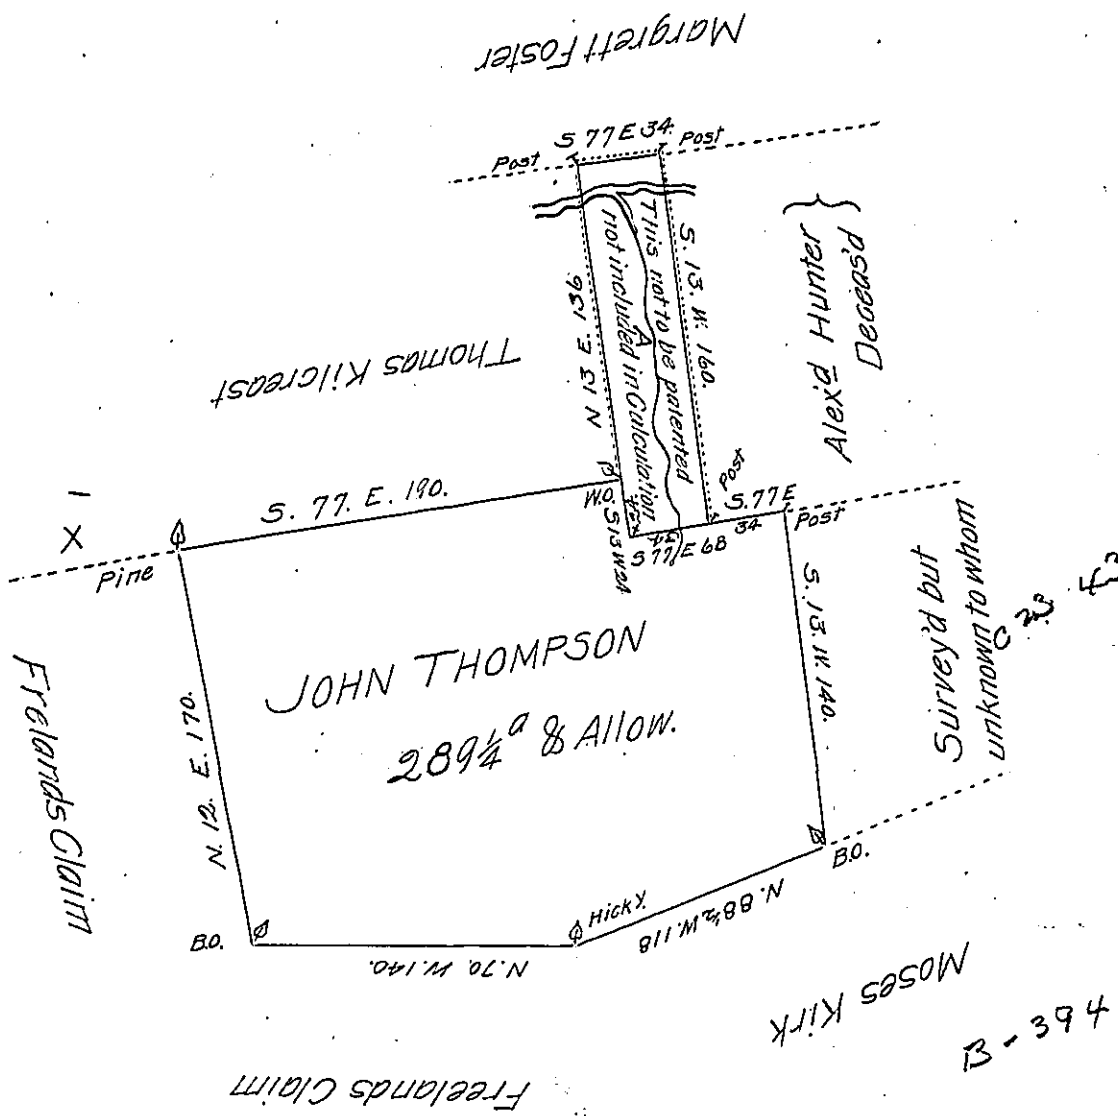 Margrett Foster
S 77 E 34.
Post
Post
N 13 E. 136
This not to be patented
A
not included in Calculation
S. 13. W. 160.
Alex'd Hunter
Deceas'd
Thomas Kilcreast
S. 77. E. 190.
W.O.
S 13 W 24
34
S 77 E 68
Post
S. 77 E
34
Post
X
Pine
Frelands Claim
N. 12. E. 170.
JOHN THOMPSON
289¼ a & Allow.
S. 13. W. 140.
Survey'd but
unknown to whom
B.O.
B.O.
Hicky
N. 70. W. 140.
N. 88½ W. 118
Moses Kirk
Freelands Claim
B-394